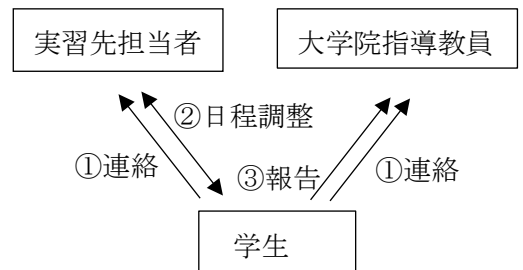 実習先担当者
大学院指導教員
②日程調整
①連絡
③報告
①連絡
学生